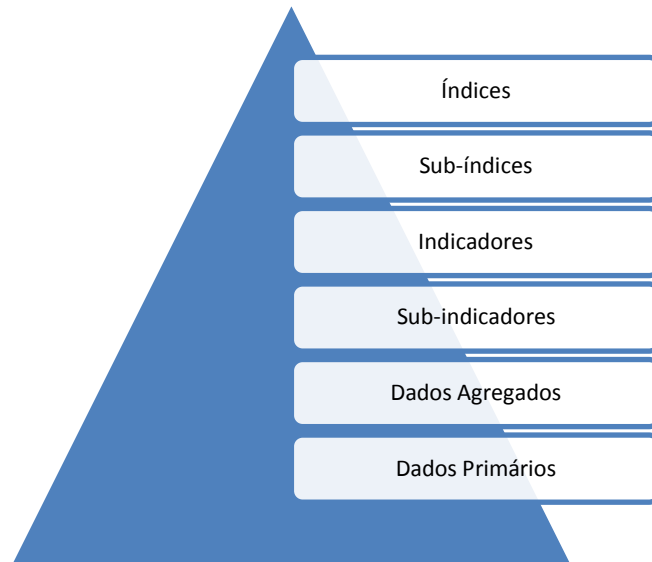 Índices
Sub-índices
Indicadores
Sub-indicadores
Dados Agregados
Dados Primários